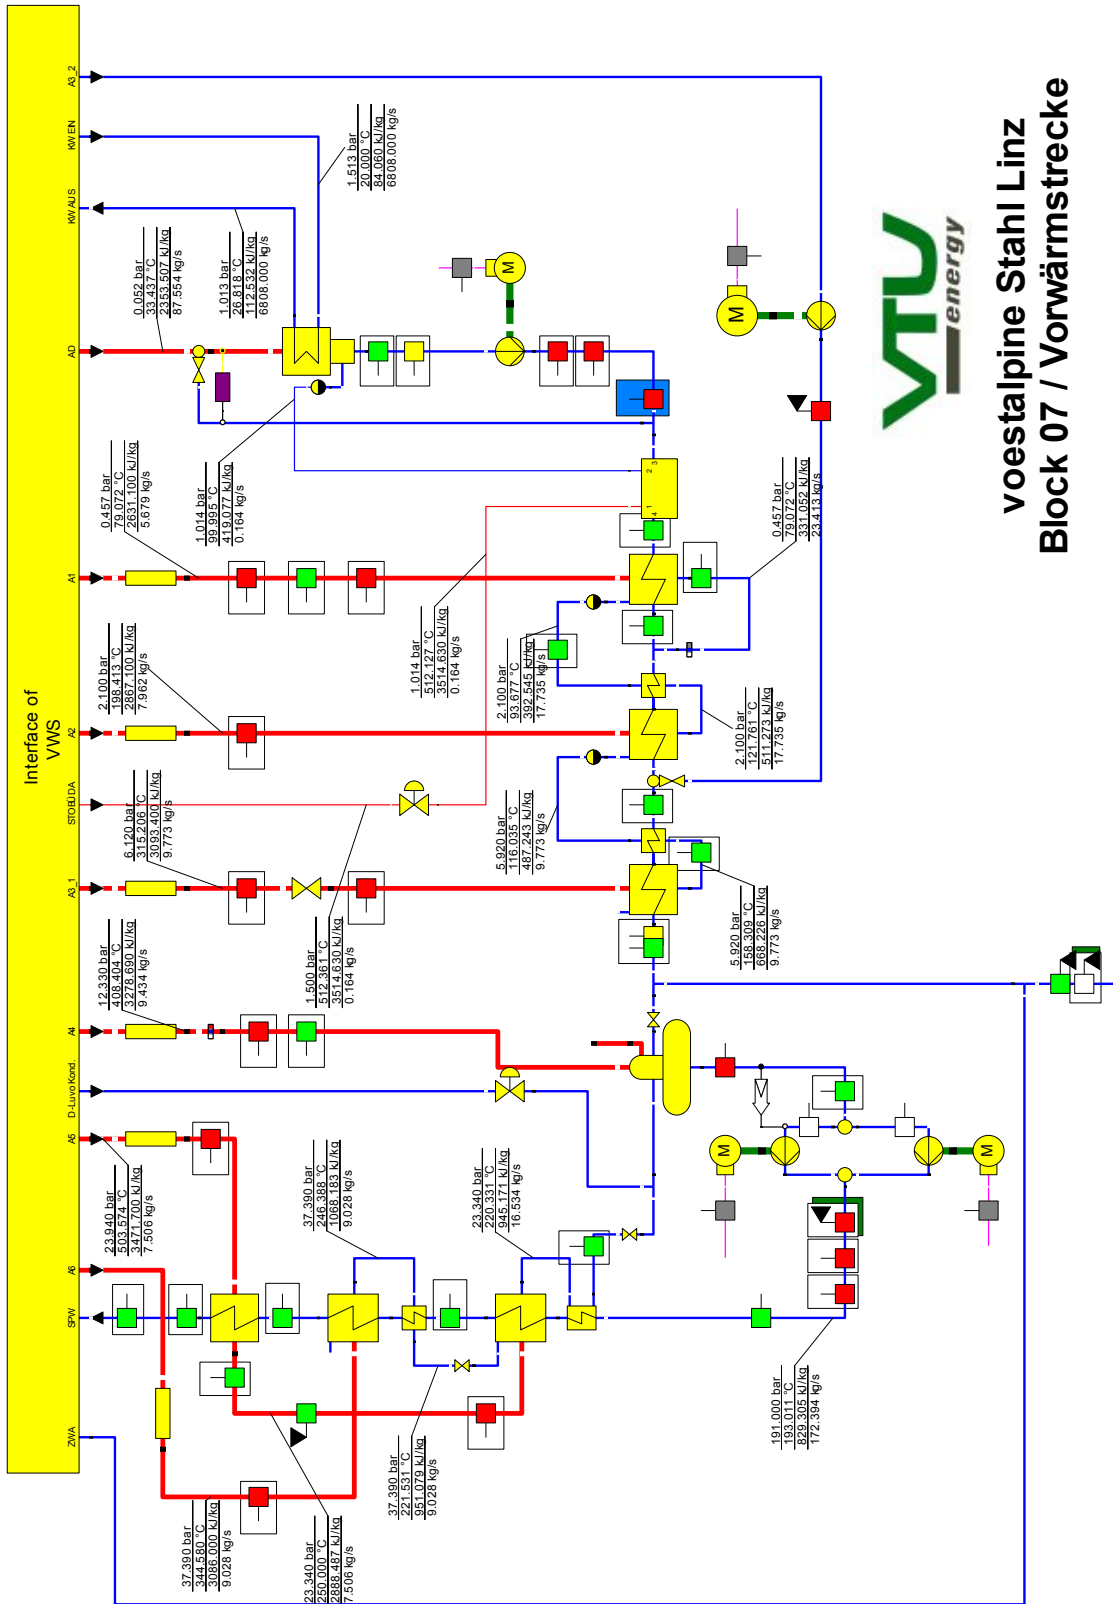 Interface of
VWS
A3_2
KW EIN
KW AUS
AD
A1
A2
STOEUDA
A3_1
A4
D-Luvo Kond.
A5
A6
SPW
ZWA
1.513 bar
20.000 °C
84.060 kJ/kg
6808.000 kg/s
0.052 bar
33.437 °C
2353.507 kJ/kg
87.554 kg/s
1.013 bar
26.818 °C
112.532 kJ/kg
6808.000 kg/s
0.457 bar
79.072 °C
2631.100 kJ/kg
5.679 kg/s
1.014 bar
99.995 °C
419.077 kJ/kg
0.164 kg/s
2.100 bar
198.413 °C
2867.100 kJ/kg
7.962 kg/s
1.014 bar
512.127 °C
3514.630 kJ/kg
0.164 kg/s
0.457 bar
79.072 °C
331.052 kJ/kg
23.413 kg/s
2.100 bar
93.677 °C
392.545 kJ/kg
17.735 kg/s
2.100 bar
121.761 °C
511.273 kJ/kg
17.735 kg/s
6.120 bar
315.206 °C
3093.400 kJ/kg
9.773 kg/s
5.920 bar
116.035 °C
487.243 kJ/kg
9.773 kg/s
5.920 bar
158.309 °C
668.226 kJ/kg
9.773 kg/s
12.330 bar
408.404 °C
3278.690 kJ/kg
9.434 kg/s
1.500 bar
512.361 °C
3514.630 kJ/kg
0.164 kg/s
23.940 bar
503.574 °C
3471.700 kJ/kg
7.506 kg/s
37.390 bar
246.388 °C
1068.183 kJ/kg
9.028 kg/s
23.340 bar
220.331 °C
945.171 kJ/kg
16.534 kg/s
191.000 bar
193.011 °C
829.305 kJ/kg
172.394 kg/s
37.390 bar
221.531 °C
951.079 kJ/kg
9.028 kg/s
37.390 bar
344.580 °C
3086.000 kJ/kg
9.028 kg/s
23.340 bar
250.000 °C
2888.487 kJ/kg
7.506 kg/s
M
M
M
M
1
2
3
4
VTU
energy
voestalpine Stahl Linz
Block 07 / Vorwärmstrecke